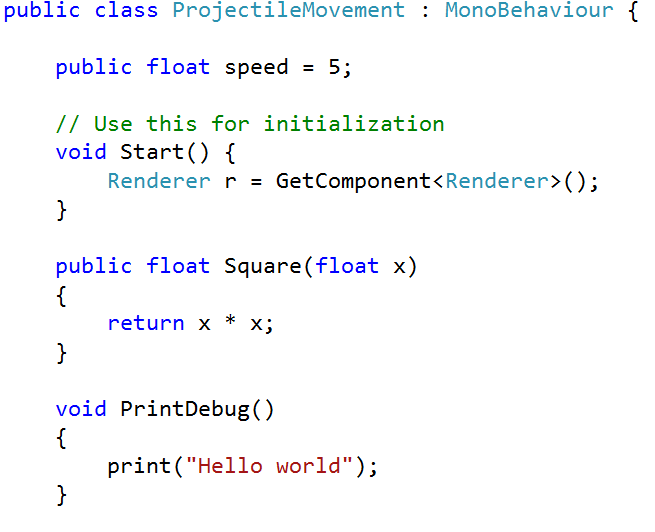 public class ProjectileMovement : MonoBehaviour {
public float speed = 5;
// Use this for initialization
void Start() {
Renderer r = GetComponent<Renderer>();
}
public float Square(float x)
{
return x * x;
}
void PrintDebug()
{
print("Hello world");
}